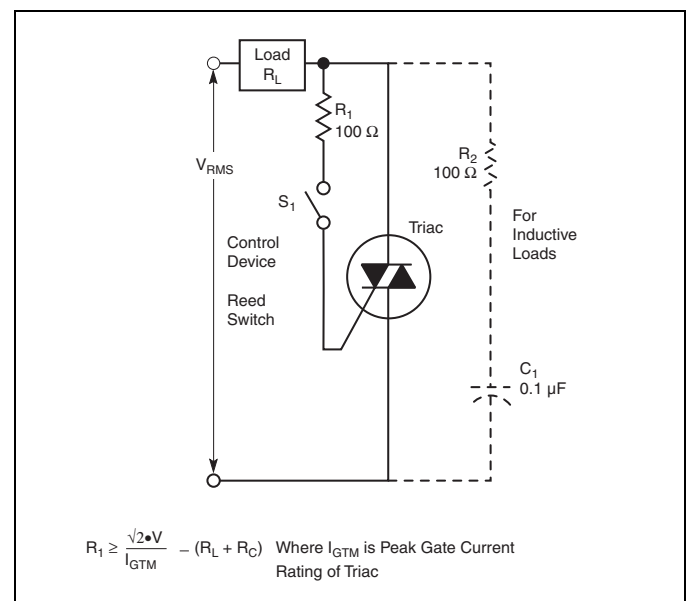 Load
R_L
R_1
100 Ω
V_RMS
R_2
100 Ω
S_1
Triac
For
Inductive
Loads
Control
Device
Reed
Switch
C_1
0.1 µF
R_1 ≥ √2•V / I_GTM – (R_L + R_C) Where I_GTM is Peak Gate Current
Rating of Triac